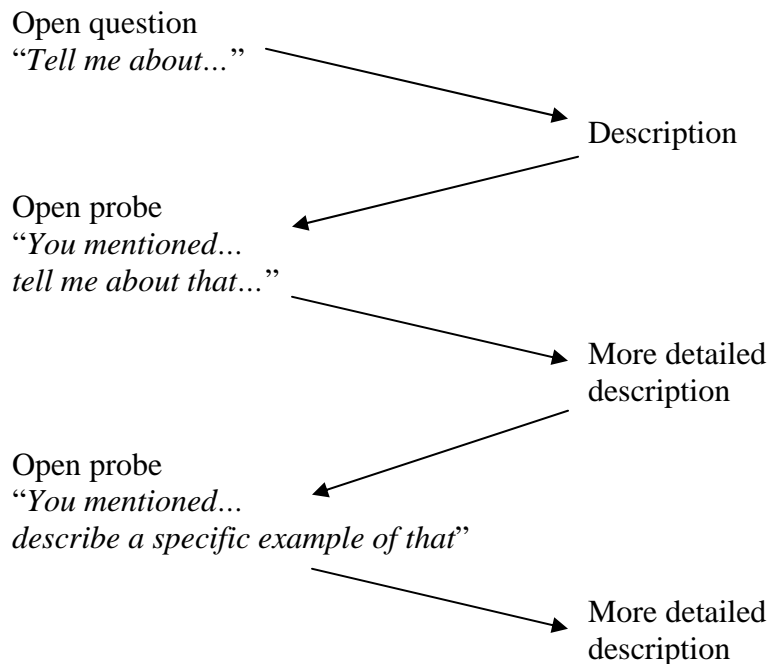 Open question
“Tell me about…”
Description
Open probe
“You mentioned…
tell me about that…”
More detailed
description
Open probe
“You mentioned…
describe a specific example of that”
More detailed
description